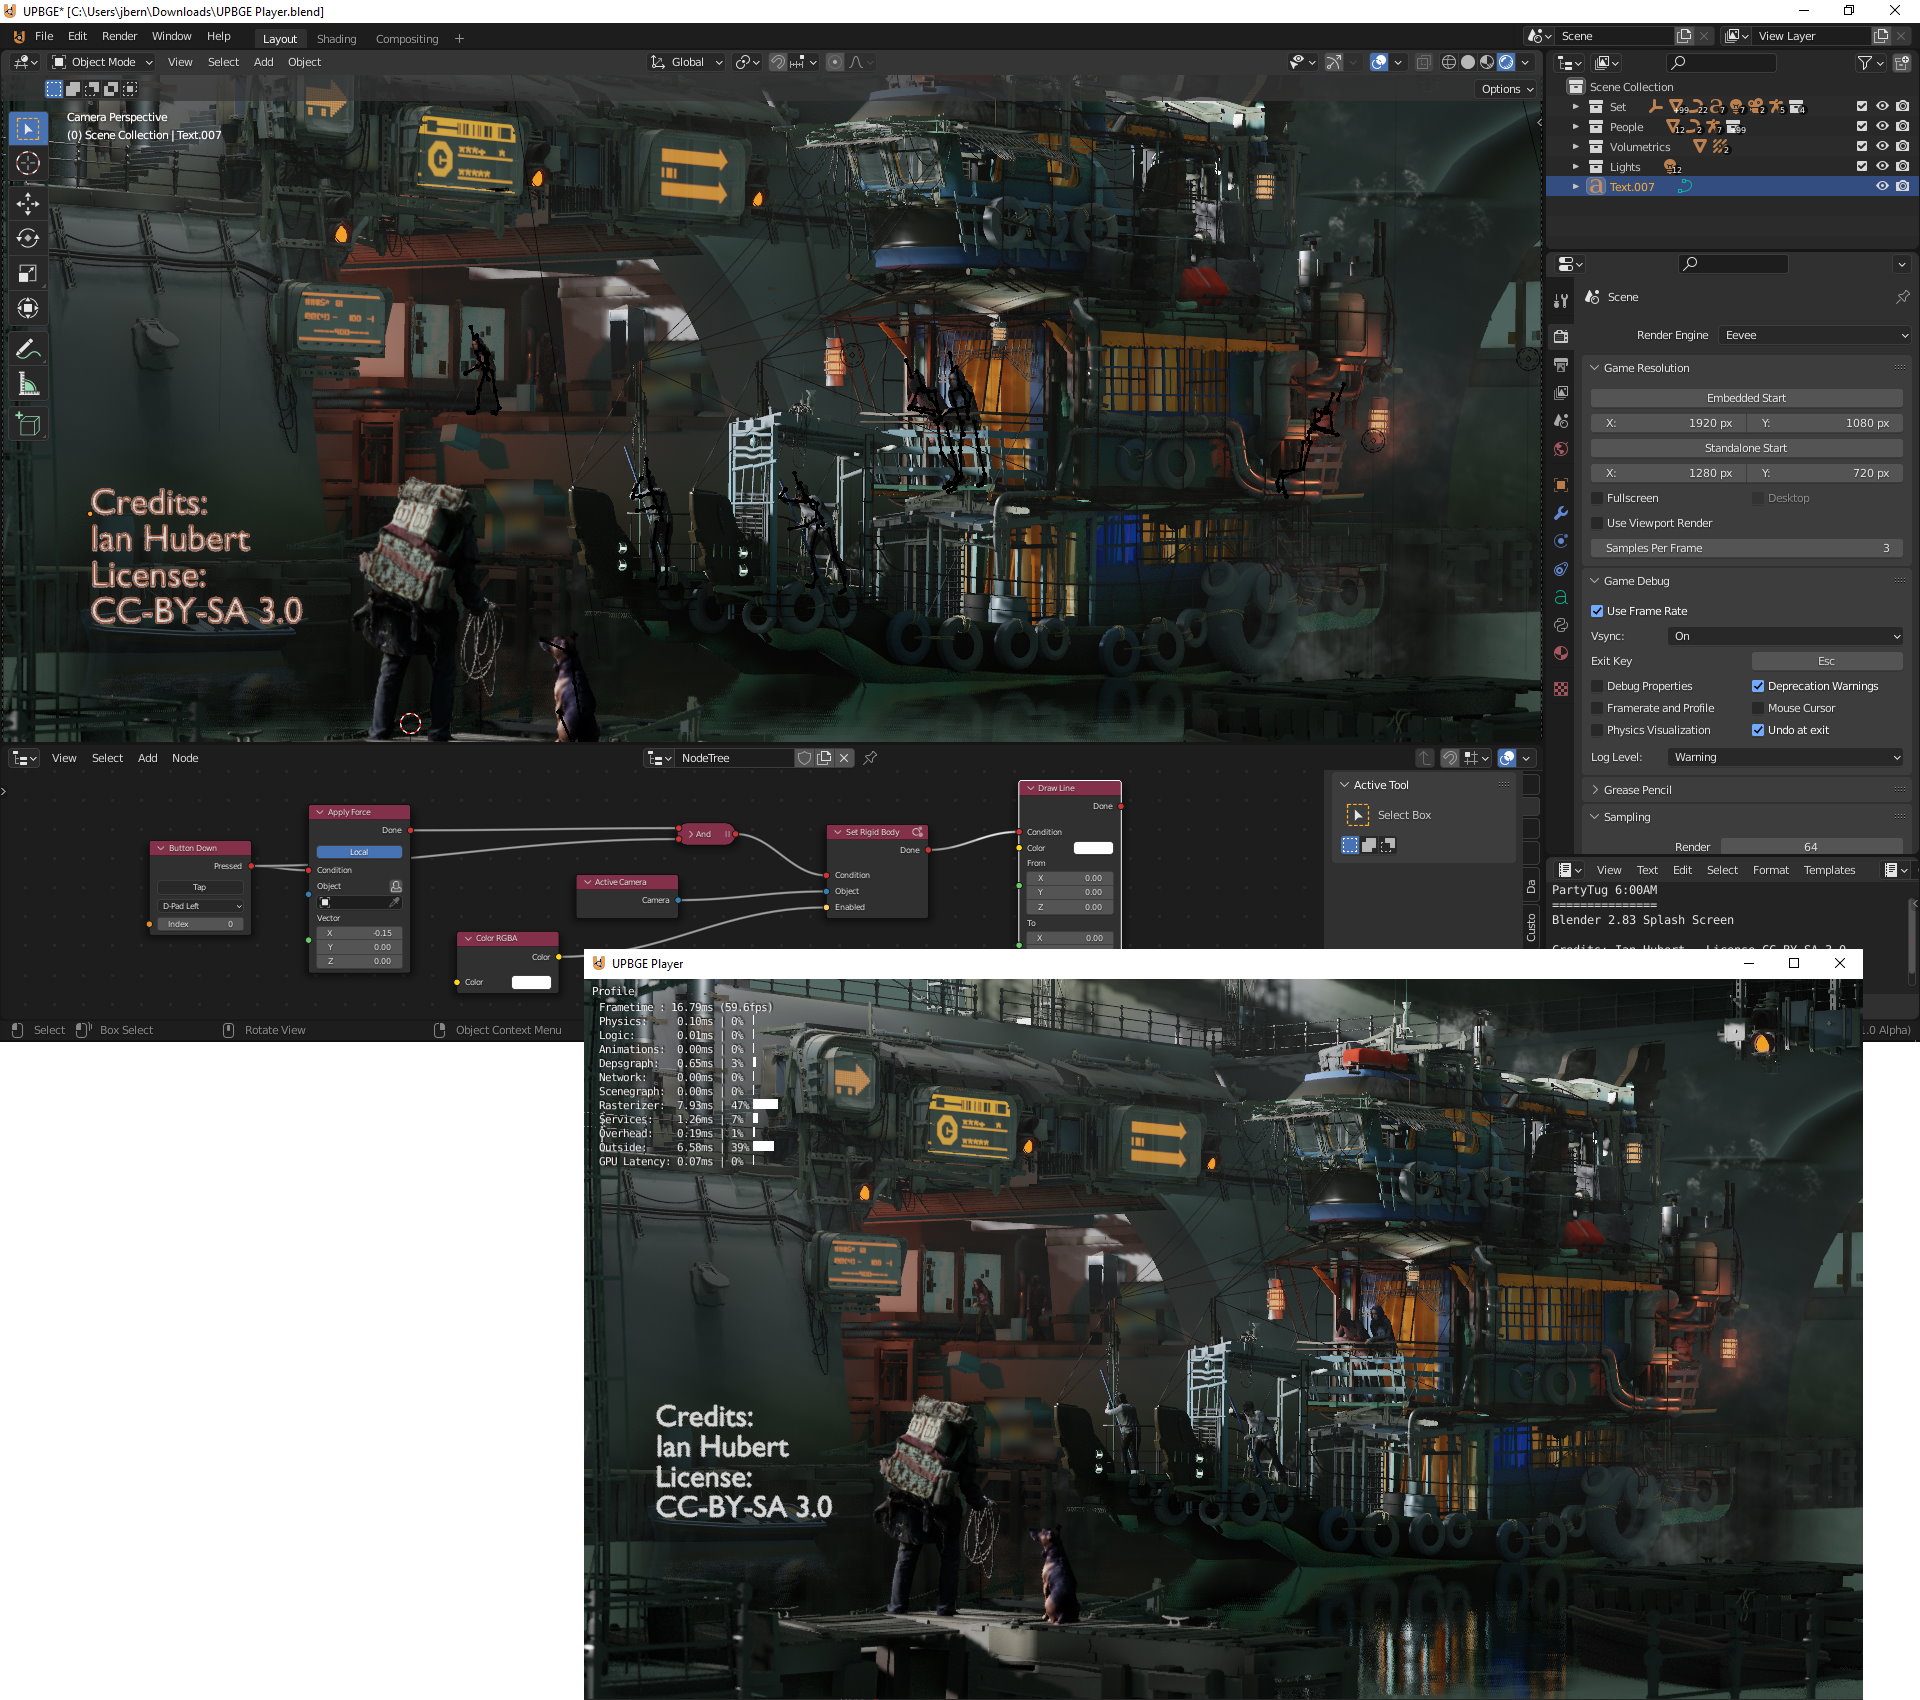 UPBGE* [C:\Users\jbern\Downloads\UPBGE Player.blend]
File Edit Render Window Help Layout Shading Compositing + Scene View Layer
Object Mode View Select Add Object Global
Options
Camera Perspective
(0) Scene Collection | Text.007
Credits:
Ian Hubert
License:
CC-BY-SA 3.0
Scene Collection
Set
People
Volumetrics
Lights
Text.007
Scene
Render Engine Eevee
Game Resolution
Embedded Start
X: 1920 px Y: 1080 px
Standalone Start
X: 1280 px Y: 720 px
Fullscreen Desktop
Use Viewport Render
Samples Per Frame 3
Game Debug
Use Frame Rate
Vsync: On
Exit Key Esc
Debug Properties Deprecation Warnings
Framerate and Profile Mouse Cursor
Physics Visualization Undo at exit
Log Level: Warning
Grease Pencil
Sampling
Render 64
View Text Edit Select Format Templates
PartyTug 6:00AM
===============
Blender 2.83 Splash Screen
Credits: Ian Hubert - License CC-BY-SA 3.0
View Select Add Node NodeTree
Button Down
Pressed
Tap
D-Pad Left
Index 0
Apply Force
Done
Local
Condition
Object
Vector
X -0.15
Y 0.00
Z 0.00
And
Active Camera
Camera
Color RGBA
Color
Color
Set Rigid Body
Done
Condition
Object
Enabled
Draw Line
Done
Condition
Color
From
X 0.00
Y 0.00
Z 0.00
To
X 0.00
Active Tool
Select Box
Da
Custo
Select Box Select Rotate View Object Context Menu
.0 Alpha)
UPBGE Player
Profile
Frametime : 16.79ms (59.6fps)
Physics: 0.10ms | 0%
Logic: 0.01ms | 0%
Animations: 0.00ms | 0%
Depsgraph: 0.65ms | 3%
Network: 0.00ms | 0%
Scenegraph: 0.00ms | 0%
Rasterizer: 7.93ms | 47%
Services: 1.26ms | 7%
Overhead: 0.19ms | 1%
Outside: 6.58ms | 39%
GPU Latency: 0.07ms | 0%
Credits:
Ian Hubert
License:
CC-BY-SA 3.0